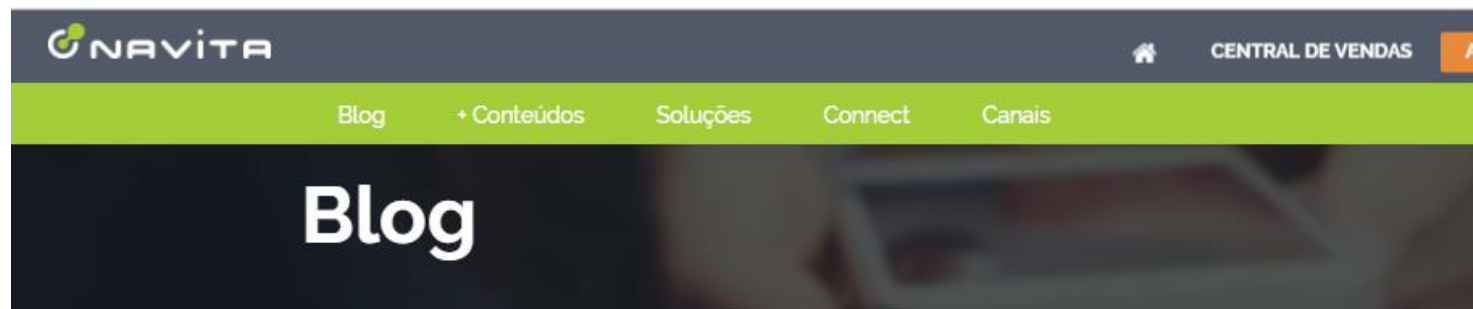 NAVITA
CENTRAL DE VENDAS
Blog + Conteúdos Soluções Connect Canais
Blog